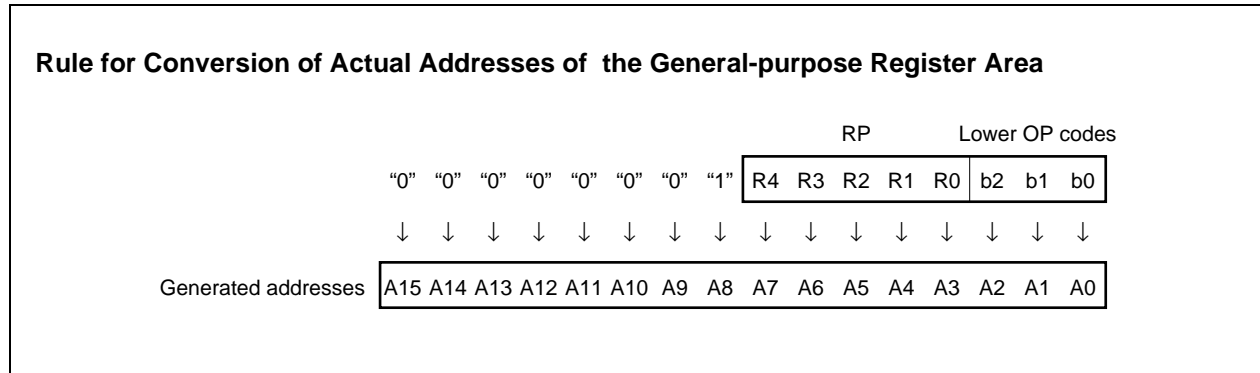 Rule for Conversion of Actual Addresses of the General-purpose Register Area
RP Lower OP codes
“0” “0” “0” “0” “0” “0” “0” “1” R4 R3 R2 R1 R0 b2 b1 b0
↓ ↓ ↓ ↓ ↓ ↓ ↓ ↓ ↓ ↓ ↓ ↓ ↓ ↓ ↓ ↓
Generated addresses A15 A14 A13 A12 A11 A10 A9 A8 A7 A6 A5 A4 A3 A2 A1 A0